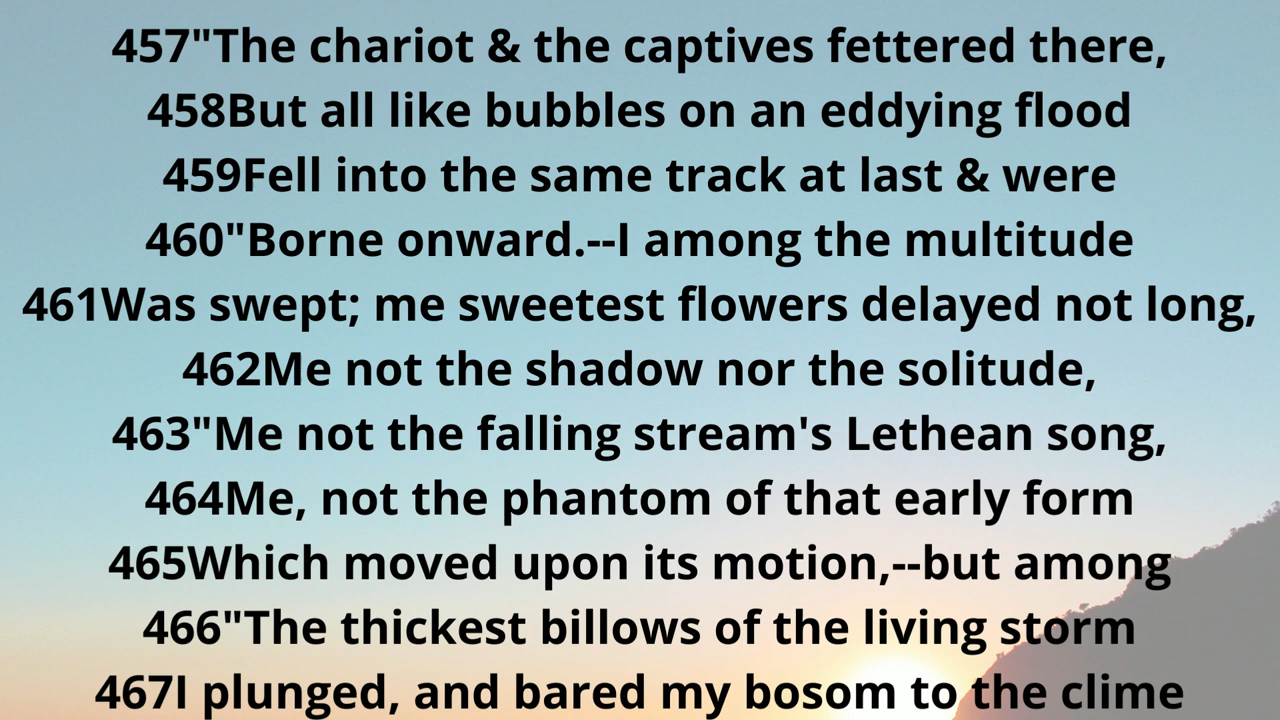 457"The chariot & the captives fettered there,
458But all like bubbles on an eddying flood
459Fell into the same track at last & were
460"Borne onward.--I among the multitude
461Was swept; me sweetest flowers delayed not long,
462Me not the shadow nor the solitude,
463"Me not the falling stream's Lethean song,
464Me, not the phantom of that early form
465Which moved upon its motion,--but among
466"The thickest billows of the living storm
467I plunged, and bared my bosom to the clime